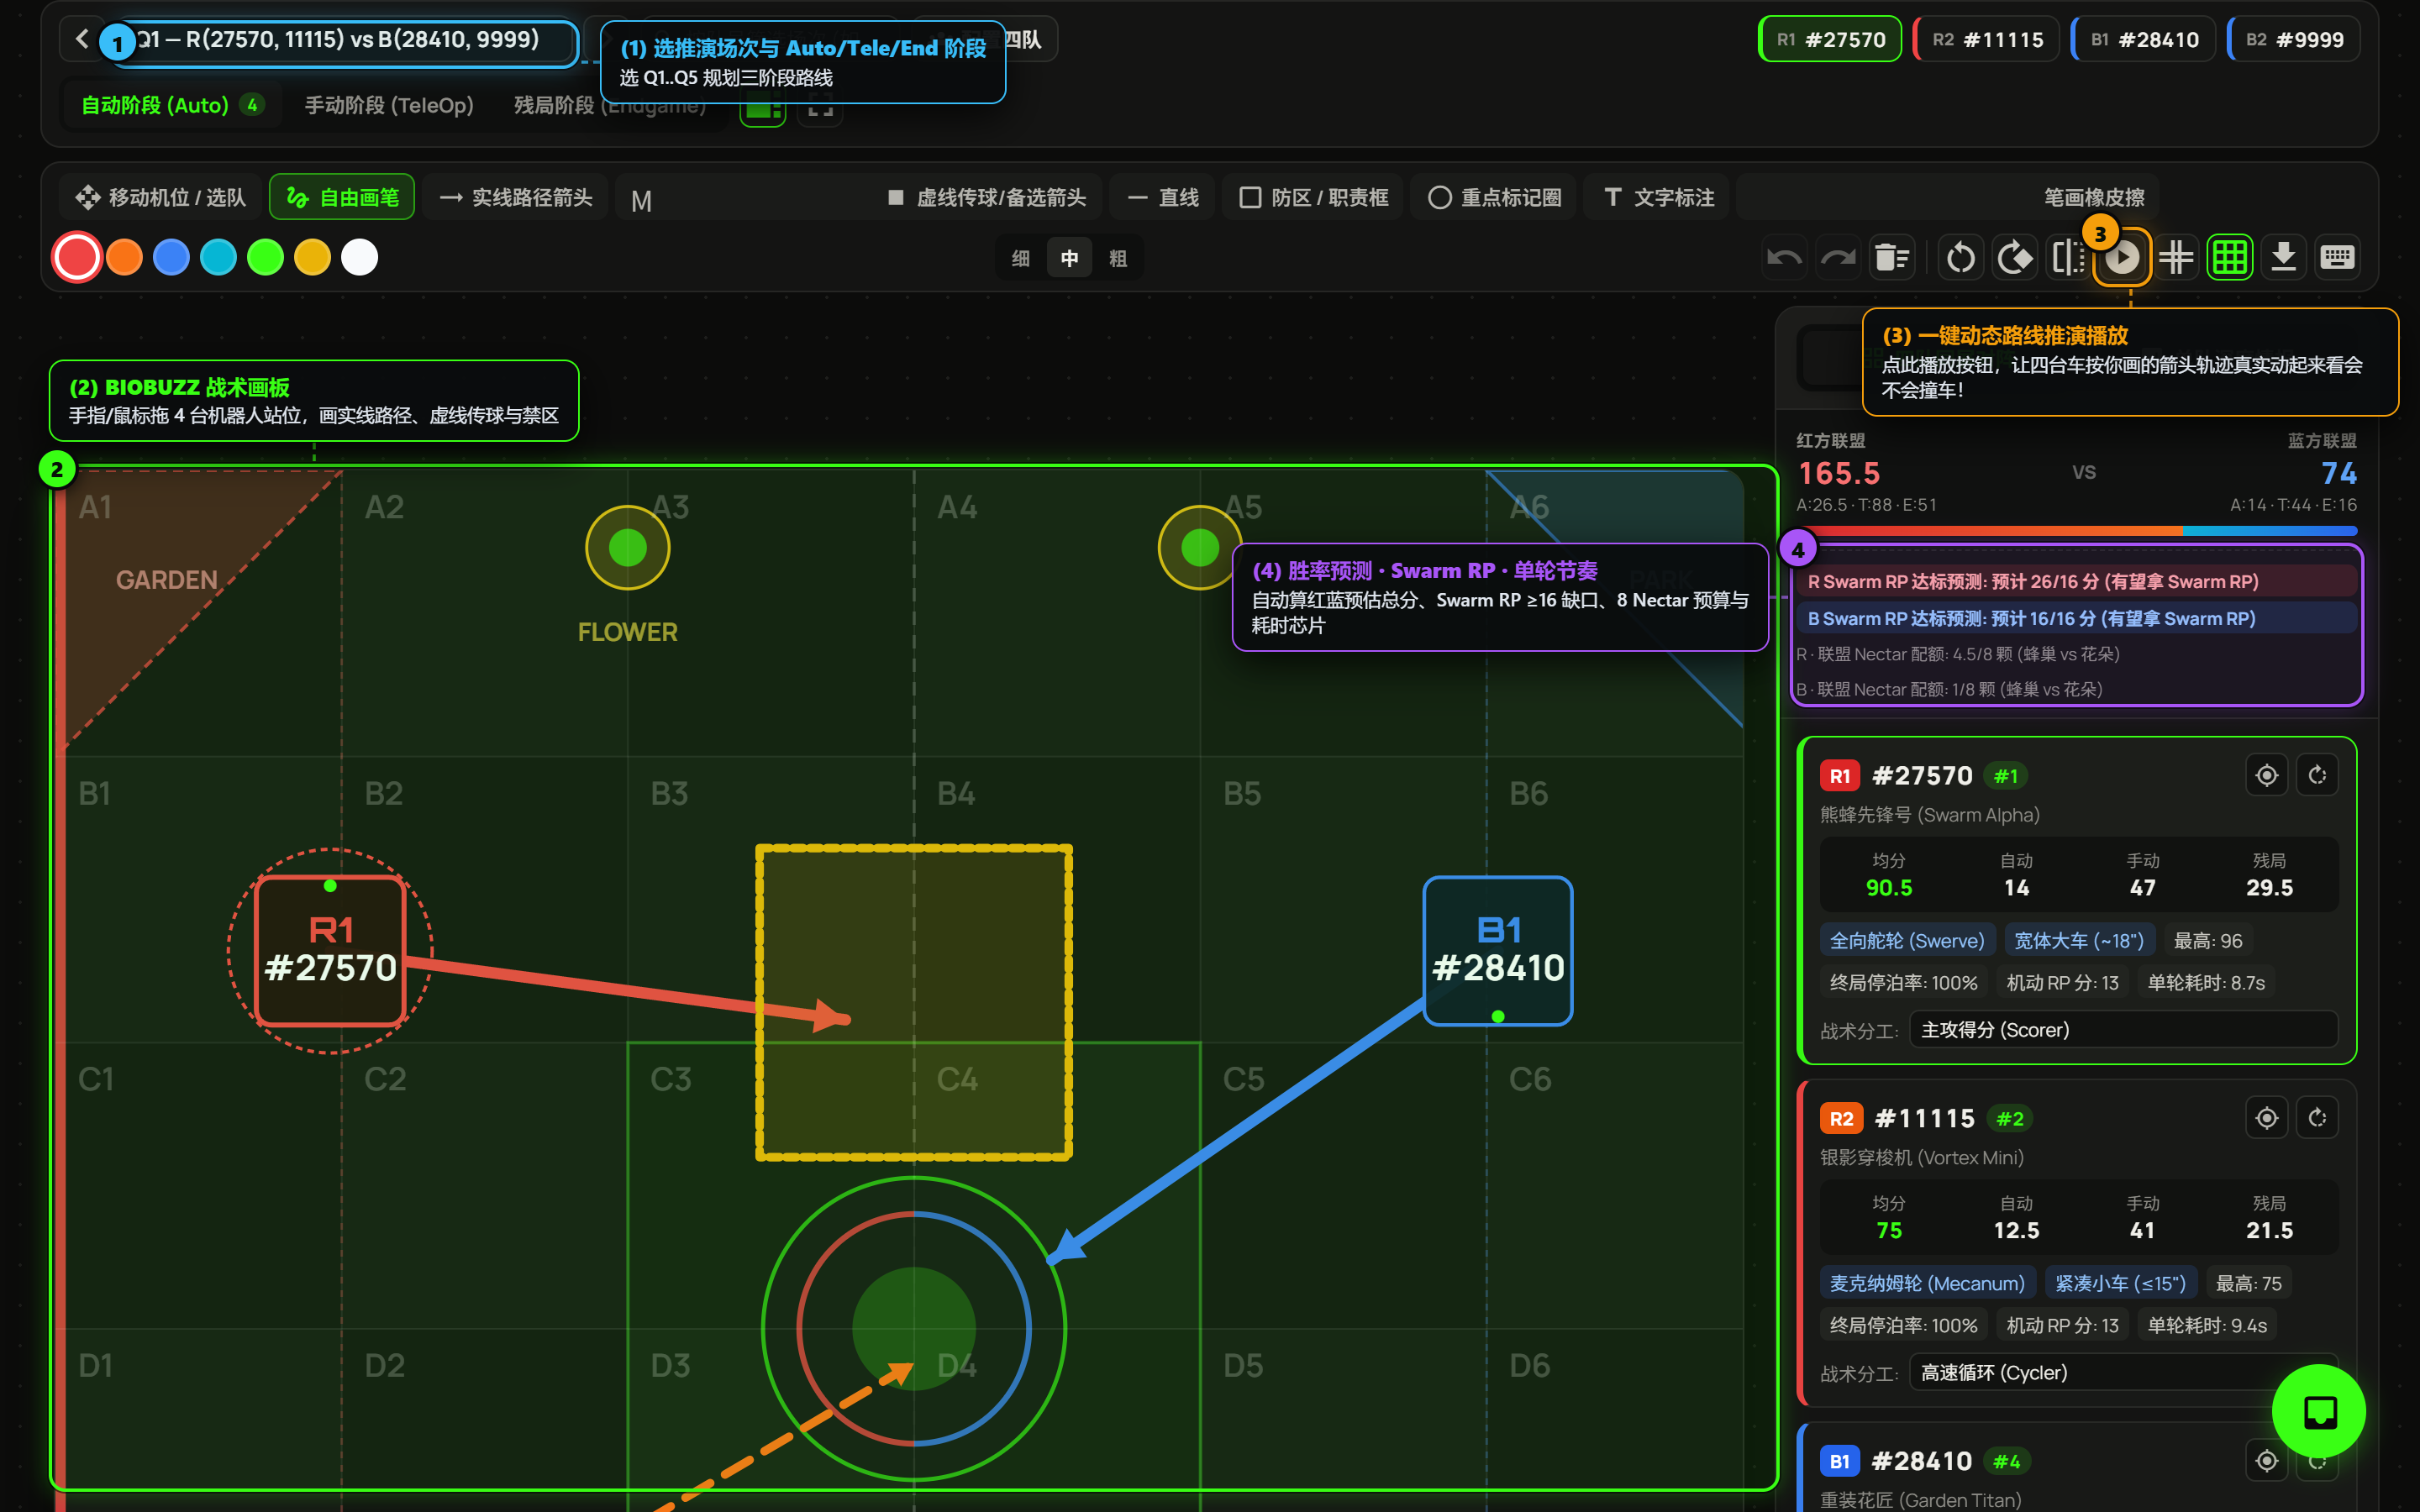 1
Q1 — R(27570, 11115) vs B(28410, 9999)
(1) 选推演场次与 Auto/Tele/End 阶段
选 Q1..Q5 规划三阶段路线
四队
R1 #27570
R2 #11115
B1 #28410
B2 #9999
自动阶段 (Auto) 4
手动阶段 (TeleOp)
残局阶段 (Endgame)
移动机位 / 选队
自由画笔
实线路径箭头
M
虚线传球/备选箭头
直线
防区 / 职责框
重点标记圈
T 文字标注
笔画橡皮擦
细
中
粗
3
(3) 一键动态路线推演播放
点此播放按钮，让四台车按你画的箭头轨迹真实动起来看会
不会撞车！
(2) BIOBUZZ 战术画板
手指/鼠标拖 4 台机器人站位，画实线路径、虚线传球与禁区
2
A1
A2
A3
A4
A5
A6
GARDEN
FLOWER
PARK
(4) 胜率预测 · Swarm RP · 单轮节奏
自动算红蓝预估总分、Swarm RP ≥16 缺口、8 Nectar 预算与
耗时芯片
B1
B2
B3
B4
B5
B6
R1
#27570
B1
#28410
C1
C2
C3
C4
C5
C6
D1
D2
D3
D4
D5
D6
红方联盟
蓝方联盟
165.5
VS
74
A:26.5 · T:88 · E:51
A:14 · T:44 · E:16
4
R Swarm RP 达标预测: 预计 26/16 分 (有望拿 Swarm RP)
B Swarm RP 达标预测: 预计 16/16 分 (有望拿 Swarm RP)
R · 联盟 Nectar 配额: 4.5/8 颗 (蜂巢 vs 花朵)
B · 联盟 Nectar 配额: 1/8 颗 (蜂巢 vs 花朵)
R1 #27570 #1
熊蜂先锋号 (Swarm Alpha)
均分 自动 手动 残局
90.5 14 47 29.5
全向舵轮 (Swerve) 宽体大车 (~18") 最高: 96
终局停泊率: 100% 机动 RP 分: 13 单轮耗时: 8.7s
战术分工: 主攻得分 (Scorer)
R2 #11115 #2
银影穿梭机 (Vortex Mini)
均分 自动 手动 残局
75 12.5 41 21.5
麦克纳姆轮 (Mecanum) 紧凑小车 (≤15") 最高: 75
终局停泊率: 100% 机动 RP 分: 13 单轮耗时: 9.4s
战术分工: 高速循环 (Cycler)
B1 #28410 #4
重装花匠 (Garden Titan)